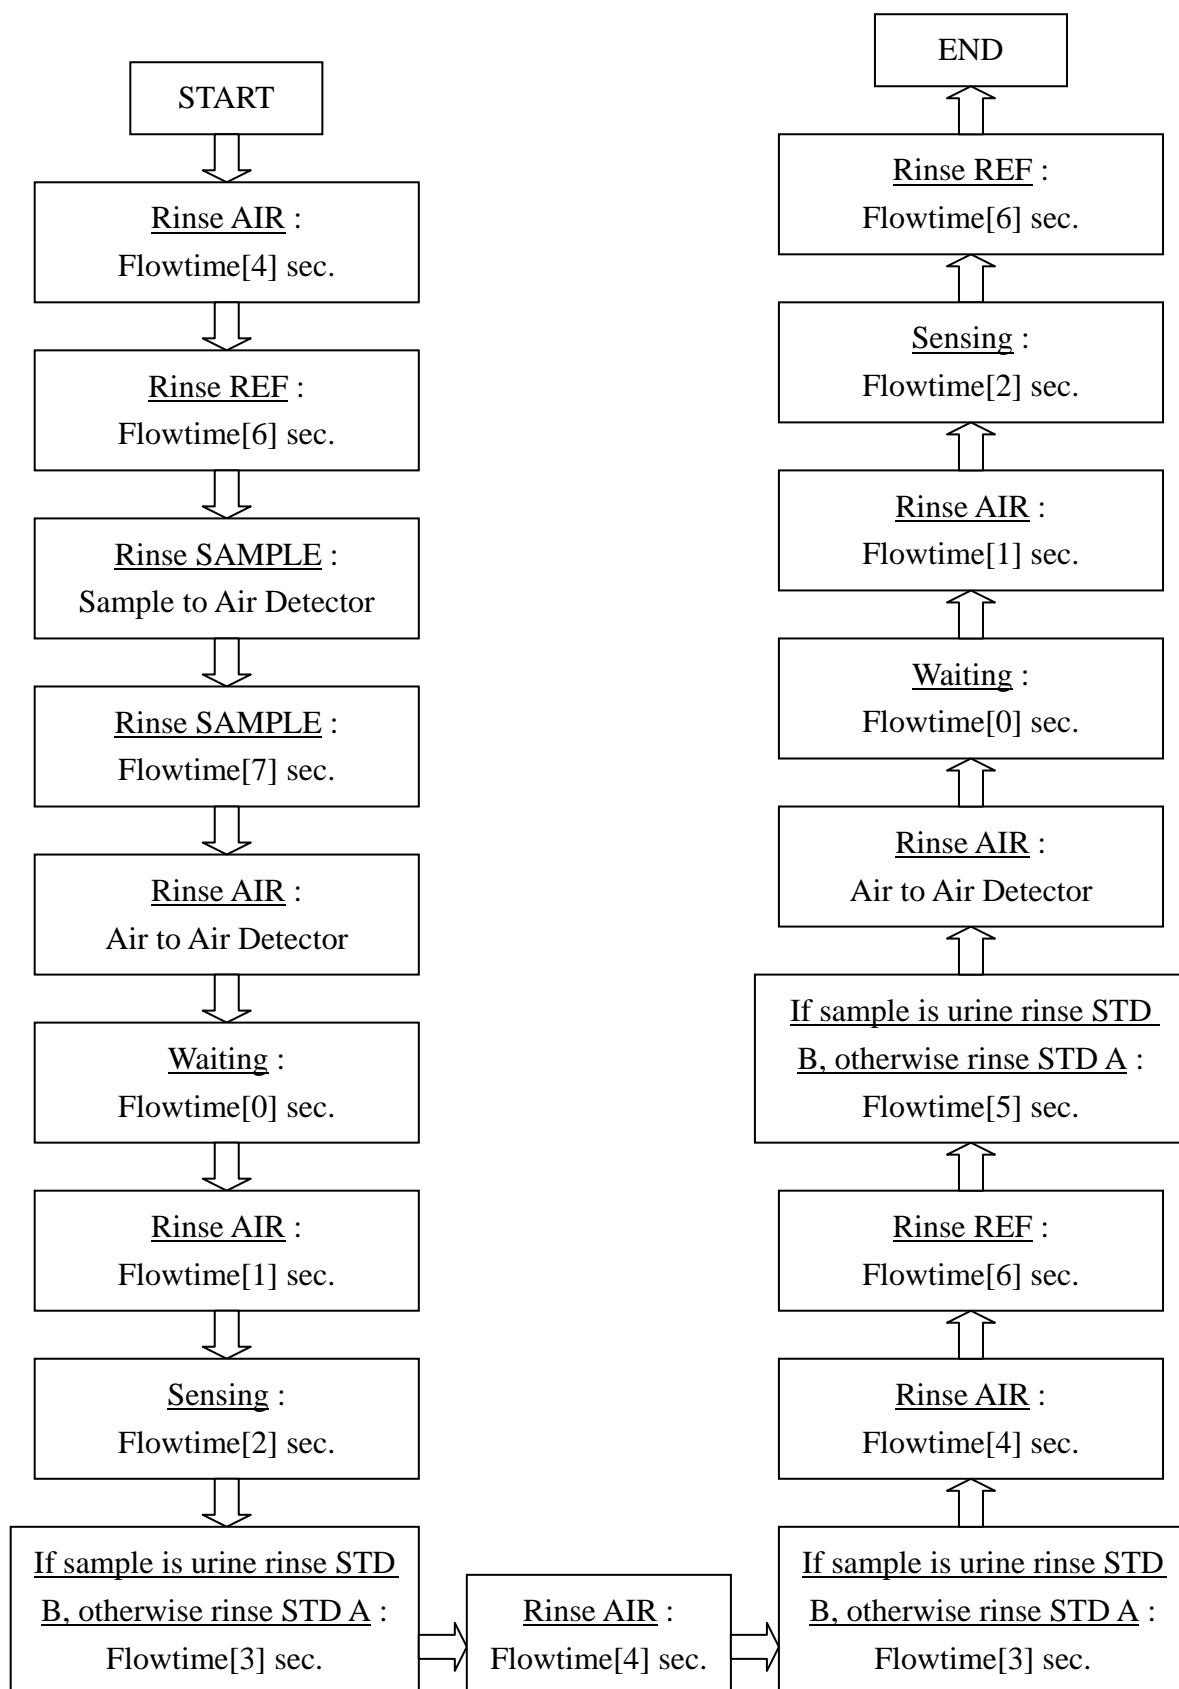 START
Rinse AIR :
Flowtime[4] sec.
Rinse REF :
Flowtime[6] sec.
Rinse SAMPLE :
Sample to Air Detector
Rinse SAMPLE :
Flowtime[7] sec.
Rinse AIR :
Air to Air Detector
Waiting :
Flowtime[0] sec.
Rinse AIR :
Flowtime[1] sec.
Sensing :
Flowtime[2] sec.
If sample is urine rinse STD
B, otherwise rinse STD A :
Flowtime[3] sec.
Rinse AIR :
Flowtime[4] sec.
If sample is urine rinse STD
B, otherwise rinse STD A :
Flowtime[3] sec.
Rinse AIR :
Flowtime[4] sec.
Rinse REF :
Flowtime[6] sec.
If sample is urine rinse STD
B, otherwise rinse STD A :
Flowtime[5] sec.
Rinse AIR :
Air to Air Detector
Waiting :
Flowtime[0] sec.
Rinse AIR :
Flowtime[1] sec.
Sensing :
Flowtime[2] sec.
Rinse REF :
Flowtime[6] sec.
END